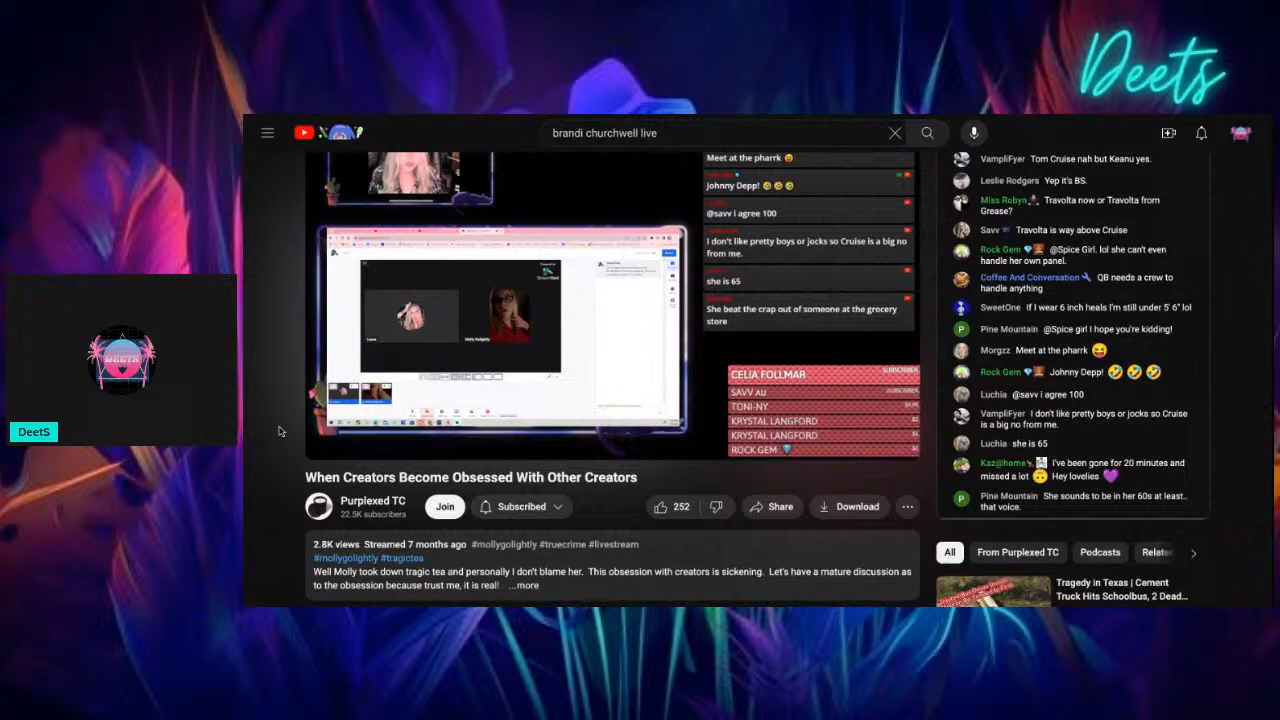 Deets
brandi churchwell live
Meet at the pharrk
Johnny Depp!
@savv i agree 100
I don't like pretty boys or jocks so Cruise is a big no
from me.
she is 65
She beat the crap out of someone at the grocery
store
Molly Golightly
CELIA FOLLMAR SUBSCRIBER
SAVV AU SUBSCRIBER
TONI-NY
KRYSTAL LANGFORD
KRYSTAL LANGFORD
ROCK GEM
VampliFyer Tom Cruise nah but Keanu yes.
Leslie Rodgers Yep it's BS.
Miss Robyn Travolta now or Travolta from
Grease?
Savv Travolta is way above Cruise
Rock Gem @Spice Girl. lol she can't even
handle her own panel.
Coffee And Conversation QB needs a crew to
handle anything
SweetOne If I wear 6 inch heals I'm still under 5' 6" lol
P Pine Mountain @Spice girl I hope you're kidding!
Morgzz Meet at the pharrk
Rock Gem Johnny Depp!
Luchia @savv i agree 100
VampliFyer I don't like pretty boys or jocks so Cruise
is a big no from me.
Luchia she is 65
Kaz@home I've been gone for 20 minutes and
missed a lot Hey lovelies
P Pine Mountain She sounds to be in her 60s at least..
that voice.
DEETS
DeetS
When Creators Become Obsessed With Other Creators
Purplexed TC
22.5K subscribers
Join
Subscribed
252
Share
Download
2.8K views Streamed 7 months ago #mollygolightly #truecrime #livestream
#mollygolightly #tragictea
Well Molly took down tragic tea and personally I don't blame her. This obsession with creators is sickening. Let's have a mature discussion as
to the obsession because trust me, it is real! ...more
All
From Purplexed TC
Podcasts
Relate
Tragedy in Texas | Cement
Truck Hits Schoolbus, 2 Dead...